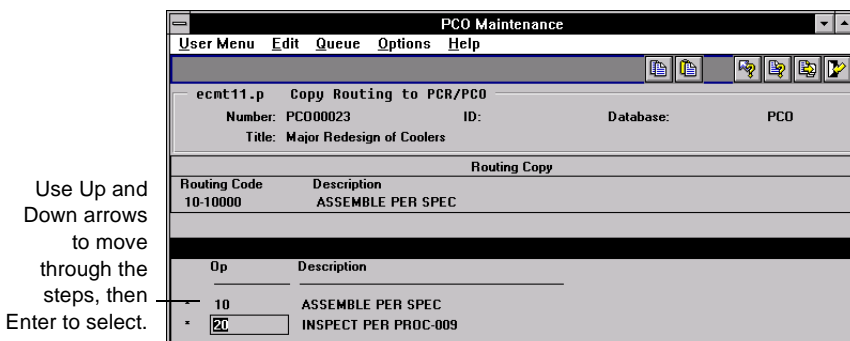 PCO Maintenance
User Menu Edit Queue Options Help
ecmt11.p Copy Routing to PCR/PCO
Number: PCO00023 ID: Database: PCO
Title: Major Redesign of Coolers
Routing Copy
Routing Code Description
10-10000 ASSEMBLE PER SPEC
Op Description
* 10 ASSEMBLE PER SPEC
* 20 INSPECT PER PROC-009
Use Up and
Down arrows
to move
through the
steps, then
Enter to select.